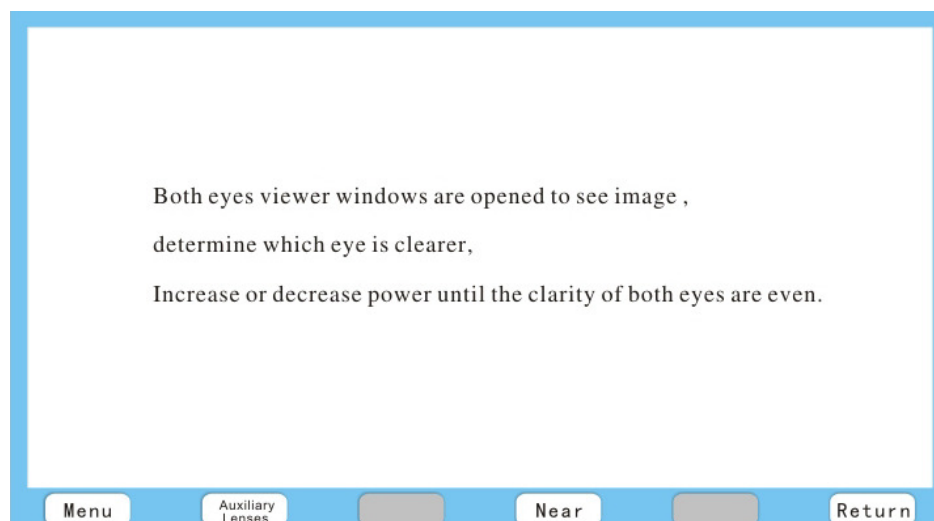 Both eyes viewer windows are opened to see image ,
determine which eye is clearer,
Increase or decrease power until the clarity of both eyes are even.
Menu
Auxiliary
Lenses
Near
Return